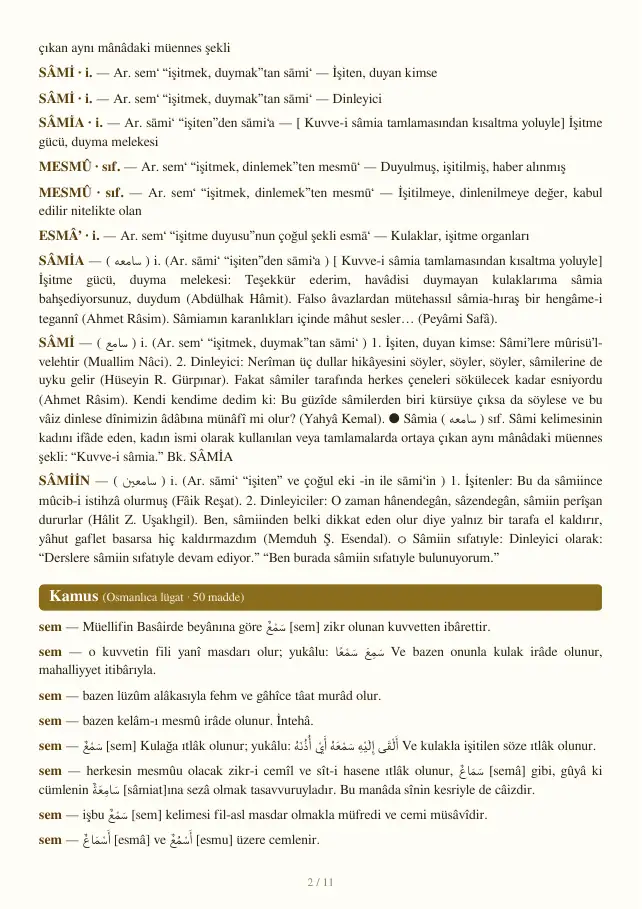 çıkan aynı mânâdaki müennes şekli
SÂMİ · i. — Ar. sem‘ “işitmek, duymak”tan sāmi‘ — İşiten, duyan kimse
SÂMİ · i. — Ar. sem‘ “işitmek, duymak”tan sāmi‘ — Dinleyici
SÂMİA · i. — Ar. sāmi‘ “işiten”den sāmi‘a — [ Kuvve-i sâmia tamlamasından kısaltma yoluyle] İşitme
gücü, duyma melekesi
MESMÛ · sıf. — Ar. sem‘ “işitmek, dinlemek”ten mesmū‘ — Duyulmuş, işitilmiş, haber alınmış
MESMÛ · sıf. — Ar. sem‘ “işitmek, dinlemek”ten mesmū‘ — İşitilmeye, dinlenilmeye değer, kabul
edilir nitelikte olan
ESMÂ’ · i. — Ar. sem‘ “işitme duyusu”nun çoğul şekli esmā‘ — Kulaklar, işitme organları
SÂMİA — ( سامعه ) i. (Ar. sāmi‘ “işiten”den sāmi‘a ) [ Kuvve-i sâmia tamlamasından kısaltma yoluyle]
İşitme gücü, duyma melekesi: Teşekkür ederim, havâdisi duymayan kulaklarıma sâmia
bahşediyorsunuz, duydum (Abdülhak Hâmit). Falso âvazlardan mütehassıl sâmia-hıraş bir hengâme-i
tegannî (Ahmet Râsim). Sâmiamın karanlıkları içinde mâhut sesler… (Peyâmi Safâ).
SÂMİ — ( سامع ) i. (Ar. sem‘ “işitmek, duymak”tan sāmi‘ ) 1. İşiten, duyan kimse: Sâmi’lere mûrisü’l-
velehtir (Muallim Nâci). 2. Dinleyici: Nerîman üç dullar hikâyesini söyler, söyler, söyler, sâmilerine de
uyku gelir (Hüseyin R. Gürpınar). Fakat sâmiler tarafında herkes çeneleri sökülecek kadar esniyordu
(Ahmet Râsim). Kendi kendime dedim ki: Bu güzîde sâmilerden biri kürsüye çıksa da söylese ve bu
vâiz dinlese dînimizin âdâbına münâfî mi olur? (Yahyâ Kemal). ● Sâmia ( سامعه ) sıf. Sâmi kelimesinin
kadını ifâde eden, kadın ismi olarak kullanılan veya tamlamalarda ortaya çıkan aynı mânâdaki müennes
şekli: “Kuvve-i sâmia.” Bk. SÂMİA
SÂMİİN — ( سامعين ) i. (Ar. sāmi‘ “işiten” ve çoğul eki -in ile sāmi‘in ) 1. İşitenler: Bu da sâmiince
mûcib-i istihzâ olurmuş (Fâik Reşat). 2. Dinleyiciler: O zaman hânendegân, sâzendegân, sâmiin perîşan
dururlar (Hâlit Z. Uşaklıgil). Ben, sâmiinden belki dikkat eden olur diye yalnız bir tarafa el kaldırır,
yâhut gaflet basarsa hiç kaldırmazdım (Memduh Ş. Esendal). ○ Sâmiin sıfatıyle: Dinleyici olarak:
“Derslere sâmiin sıfatıyle devam ediyor.” “Ben burada sâmiin sıfatıyle bulunuyorum.”
Kamus (Osmanlıca lügat · 50 madde)
sem — Müellifin Basâirde beyânına göre سَمْعٌ [sem] zikr olunan kuvvetten ibârettir.
sem — o kuvvetin fili yanî masdarı olur; yukâlu: سَمِعَ سَمْعًا Ve bazen onunla kulak irâde olunur,
mahalliyyet itibârıyla.
sem — bazen lüzûm alâkasıyla fehm ve gâhîce tâat murâd olur.
sem — bazen kelâm-ı mesmû irâde olunur. İntehâ.
sem — سَمْعٌ [sem] Kulağa ıtlâk olunur; yukâlu: أَلْقَى إِلَيْهِ سَمْعَهُ أَيْ أُذُنَهُ Ve kulakla işitilen söze ıtlâk olunur.
sem — herkesin mesmûu olacak zikr-i cemîl ve sît-i hasene ıtlâk olunur, سَمَاعٌ [semâ] gibi, gûyâ ki
cümlenin سَامِعَةٌ [sâmiat]ına sezâ olmak tasavvuruyladır. Bu manâda sînin kesriyle de câizdir.
sem — işbu سَمْعٌ [sem] kelimesi fil-asl masdar olmakla müfredi ve cemi müsâvîdir.
sem — أَسْمَاعٌ [esmâ] ve أَسْمُعٌ [esmu] üzere cemlenir.
2 / 11